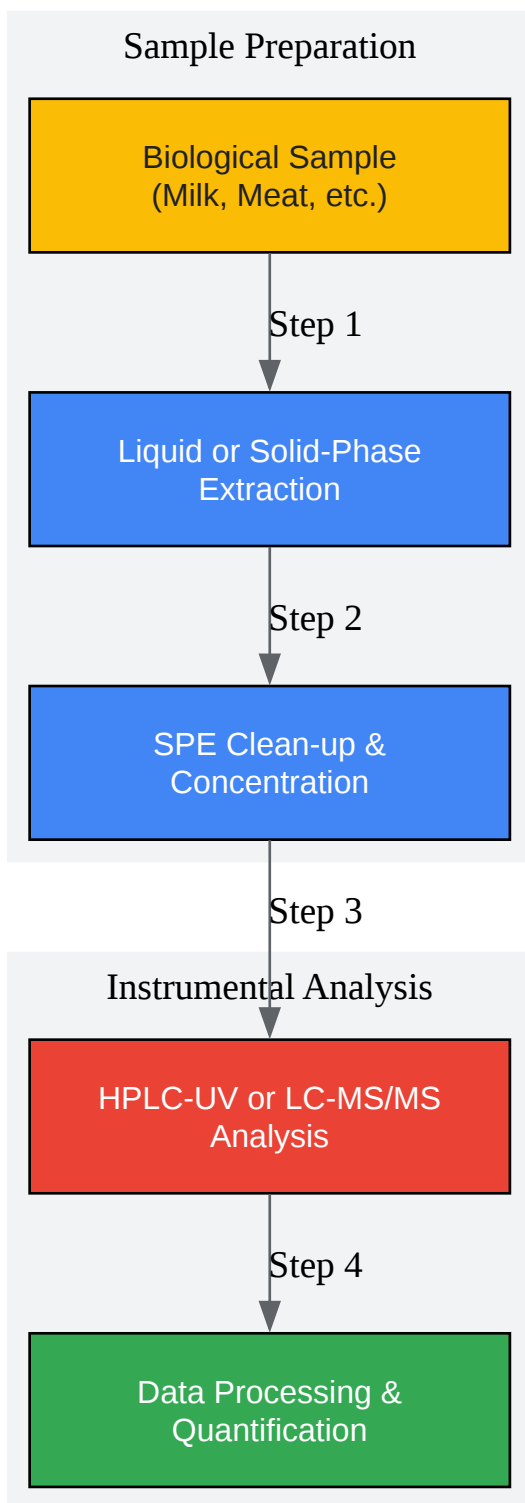 Sample Preparation
Biological Sample
(Milk, Meat, etc.)
Step 1
Liquid or Solid-Phase
Extraction
Step 2
SPE Clean-up &
Concentration
Step 3
Instrumental Analysis
HPLC-UV or LC-MS/MS
Analysis
Step 4
Data Processing &
Quantification